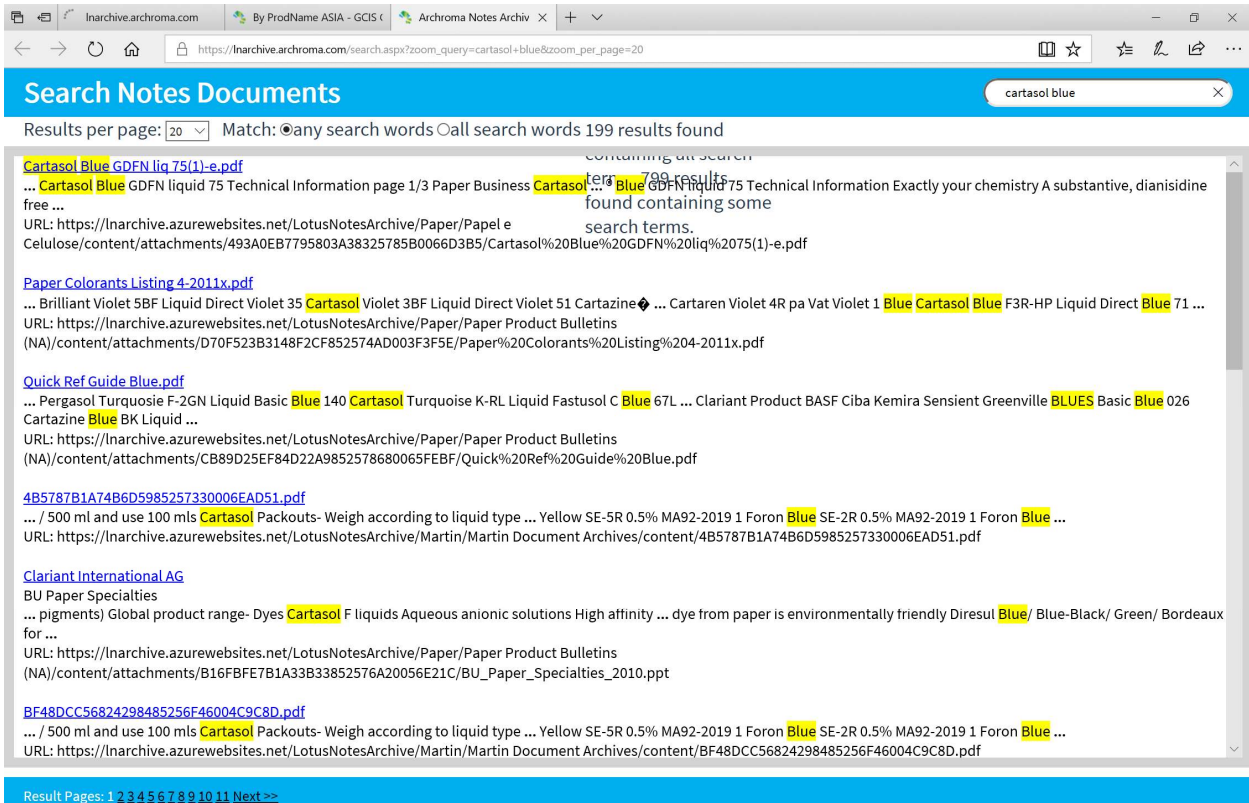 lnarchive.archroma.com
By ProdName ASIA - GCIS (
Archroma Notes Archiv
https://lnarchive.archroma.com/search.aspx?zoom_query=cartasol+blue&zoom_per_page=20
Search Notes Documents
cartasol blue
Results per page: 20 Match: any search words all search words 199 results found
containing all search
Cartasol Blue GDFN liq 75(1)-e.pdf
799 results
... Cartasol Blue GDFN liquid 75 Technical Information page 1/3 Paper Business Cartasol ... ® Blue GDFN liquid 75 Technical Information Exactly your chemistry A substantive, dianisidine
free ...
found containing some
search terms.
URL: https://lnarchive.azurewebsites.net/LotusNotesArchive/Paper/Papel e
Celulose/content/attachments/493A0EB7795803A38325785B0066D3B5/Cartasol%20Blue%20GDFN%20liq%2075(1)-e.pdf
Paper Colorants Listing 4-2011x.pdf
... Brilliant Violet 5BF Liquid Direct Violet 35 Cartasol Violet 3BF Liquid Direct Violet 51 Cartazine� ... Cartaren Violet 4R pa Vat Violet 1 Blue Cartasol Blue F3R-HP Liquid Direct Blue 71 ...
URL: https://lnarchive.azurewebsites.net/LotusNotesArchive/Paper/Paper Product Bulletins
(NA)/content/attachments/D70F523B3148F2CF852574AD003F3F5E/Paper%20Colorants%20Listing%204-2011x.pdf
Quick Ref Guide Blue.pdf
... Pergasol Turquosie F-2GN Liquid Basic Blue 140 Cartasol Turquoise K-RL Liquid Fastusol C Blue 67L ... Clariant Product BASF Ciba Kemira Sensient Greenville BLUES Basic Blue 026
Cartazine Blue BK Liquid ...
URL: https://lnarchive.azurewebsites.net/LotusNotesArchive/Paper/Paper Product Bulletins
(NA)/content/attachments/CB89D25EF84D22A9852578680065FEBF/Quick%20Ref%20Guide%20Blue.pdf
4B5787B1A74B6D5985257330006EAD51.pdf
... / 500 ml and use 100 mls Cartasol Packouts- Weigh according to liquid type ... Yellow SE-5R 0.5% MA92-2019 1 Foron Blue SE-2R 0.5% MA92-2019 1 Foron Blue ...
URL: https://lnarchive.azurewebsites.net/LotusNotesArchive/Martin/Martin Document Archives/content/4B5787B1A74B6D5985257330006EAD51.pdf
Clariant International AG
BU Paper Specialties
... pigments) Global product range- Dyes Cartasol F liquids Aqueous anionic solutions High affinity ... dye from paper is environmentally friendly Diresul Blue/ Blue-Black/ Green/ Bordeaux
for ...
URL: https://lnarchive.azurewebsites.net/LotusNotesArchive/Paper/Paper Product Bulletins
(NA)/content/attachments/B16FBFE7B1A33B33852576A20056E21C/BU_Paper_Specialties_2010.ppt
BF48DCC56824298485256F46004C9C8D.pdf
... / 500 ml and use 100 mls Cartasol Packouts- Weigh according to liquid type ... Yellow SE-5R 0.5% MA92-2019 1 Foron Blue SE-2R 0.5% MA92-2019 1 Foron Blue ...
URL: https://lnarchive.azurewebsites.net/LotusNotesArchive/Martin/Martin Document Archives/content/BF48DCC56824298485256F46004C9C8D.pdf
Result Pages: 1 2 3 4 5 6 7 8 9 10 11 Next >>